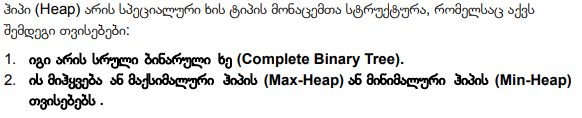 ჰიპი (Heap) არის სპეციალური ხის ტიპის მონაცემთა სტრუქტურა, რომელსაც აქვს
შემდეგი თვისებები:
1. იგი არის სრული ბინარული ხე (Complete Binary Tree).
2. ის მიჰყვება ან მაქსიმალური ჰიპის (Max-Heap) ან მინიმალური ჰიპის (Min-Heap)
თვისებებს .